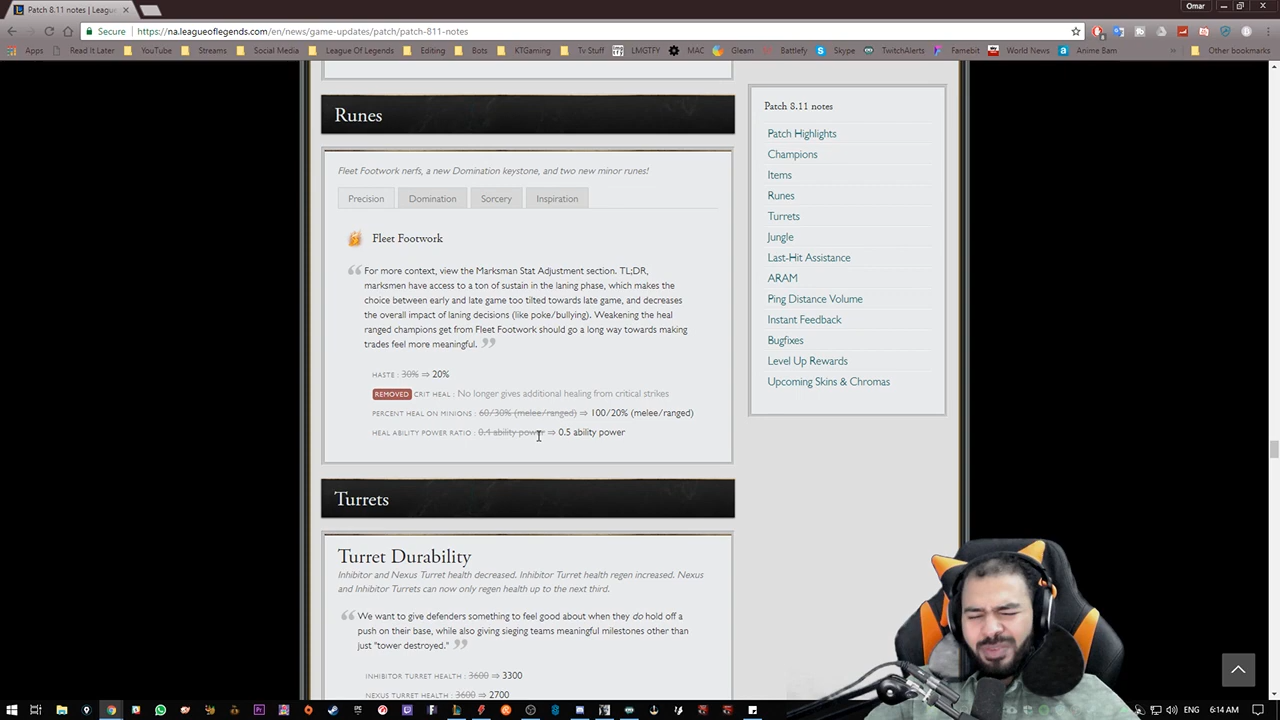 Patch 8.11 notes | Leagu
Omar
Secure
https://na.leagueoflegends.com/en/news/game-updates/patch/patch-811-notes
Apps
Read It Later
YouTube
Streams
Social Media
League Of Legends
Editing
Bots
KTGaming
Tv Stuff
LMGTFY
MAC
Gleam
Battlefy
Skype
TwitchAlerts
Famebit
World News
Anime Bam
»
Other bookmarks
Runes
Fleet Footwork nerfs, a new Domination keystone, and two new minor runes!
Precision
Domination
Sorcery
Inspiration
Fleet Footwork
For more context, view the Marksman Stat Adjustment section. TL;DR,
marksmen have access to a ton of sustain in the laning phase, which makes the
choice between early and late game too tilted towards late game, and decreases
the overall impact of laning decisions (like poke/bullying). Weakening the heal
ranged champions get from Fleet Footwork should go a long way towards making
trades feel more meaningful.
HASTE : 30% ⇒ 20%
REMOVED CRIT HEAL : No longer gives additional healing from critical strikes
PERCENT HEAL ON MINIONS : 60/30% (melee/ranged) ⇒ 100/20% (melee/ranged)
HEAL ABILITY POWER RATIO : 0.4 ability power ⇒ 0.5 ability power
Turrets
Turret Durability
Inhibitor and Nexus Turret health decreased. Inhibitor Turret health regen increased. Nexus
and Inhibitor Turrets can now only regen health up to the next third.
We want to give defenders something to feel good about when they do hold off a
push on their base, while also giving sieging teams meaningful milestones other than
just "tower destroyed."
INHIBITOR TURRET HEALTH : 3600 ⇒ 3300
NEXUS TURRET HEALTH : 3600 ⇒ 2700
Patch 8.11 notes
Patch Highlights
Champions
Items
Runes
Turrets
Jungle
Last-Hit Assistance
ARAM
Ping Distance Volume
Instant Feedback
Bugfixes
Level Up Rewards
Upcoming Skins & Chromas
ENG
6:14 AM